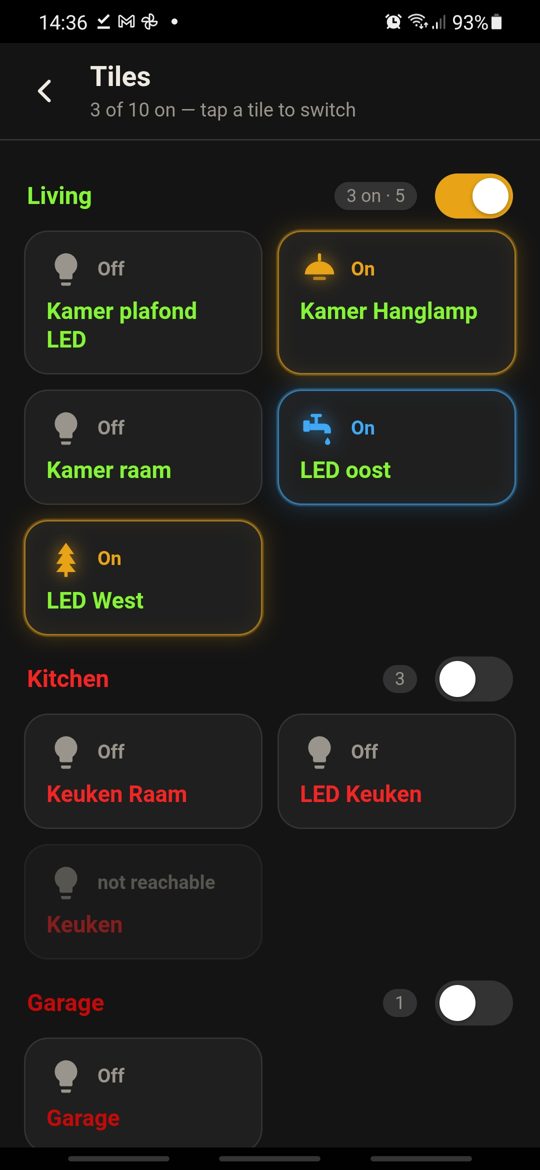 14:36
93%
Tiles
3 of 10 on — tap a tile to switch
Living
3 on · 5
Off
Kamer plafond
LED
On
Kamer Hanglamp
Off
Kamer raam
On
LED oost
On
LED West
Kitchen
3
Off
Keuken Raam
Off
LED Keuken
not reachable
Keuken
Garage
1
Off
Garage